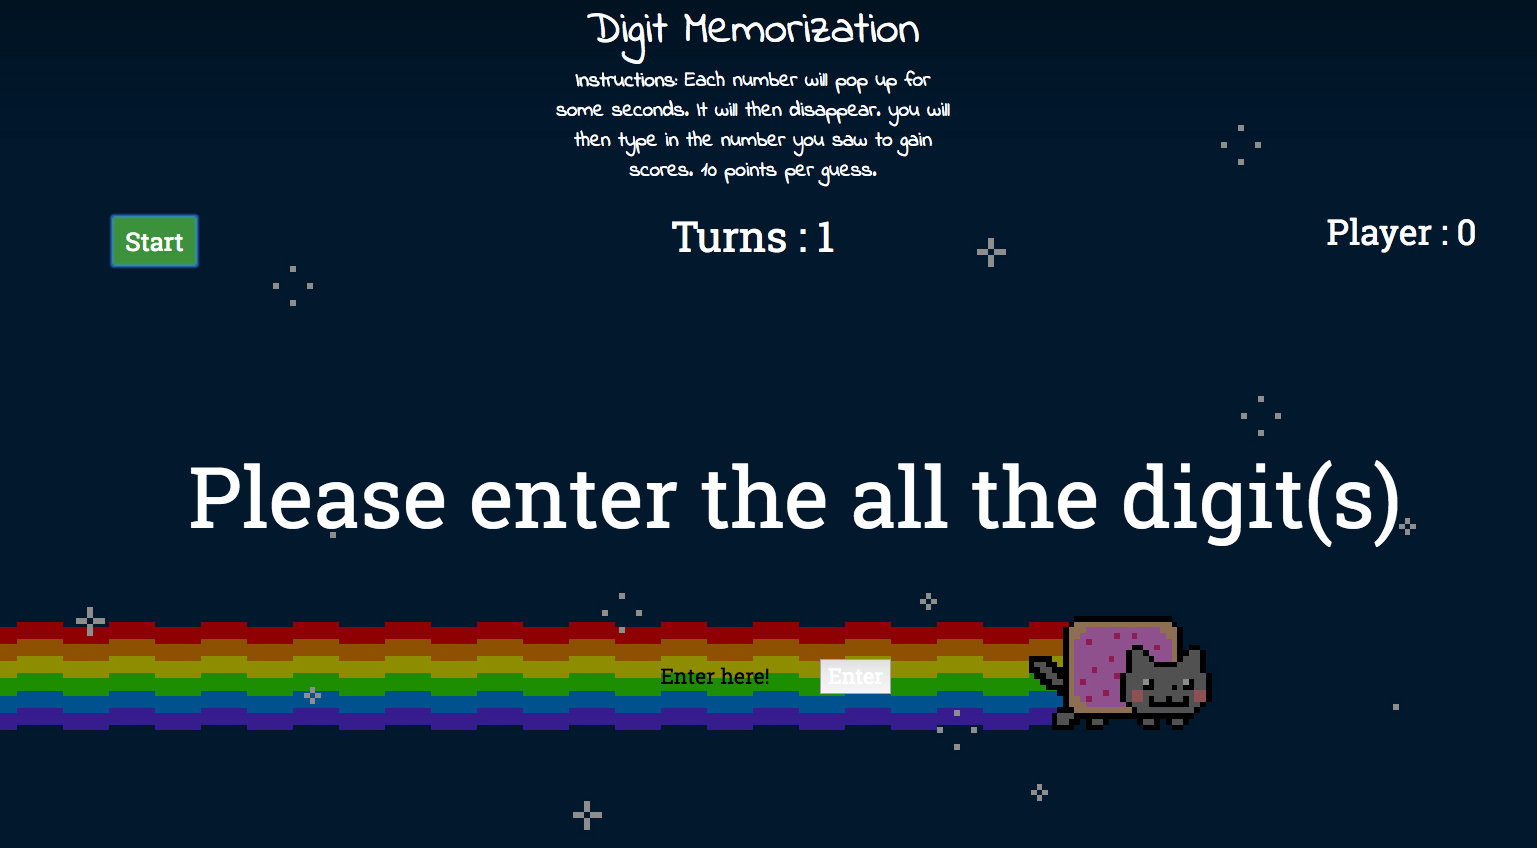 Digit Memorization
Instructions: Each number will pop up for
some seconds. It will then disappear. you will
then type in the number you saw to gain
scores. 10 points per guess.
Start
Turns : 1
Player : 0
Please enter the all the digit(s)
Enter here!
Enter